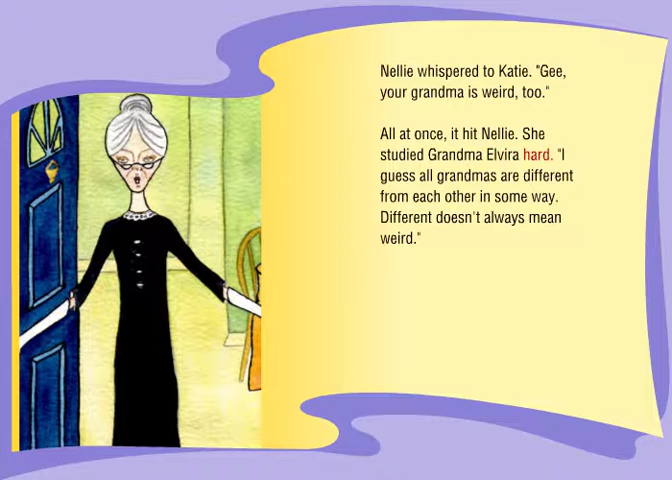 Nellie whispered to Katie. "Gee,
your grandma is weird, too."
All at once, it hit Nellie. She
studied Grandma Elvira hard. "I
guess all grandmas are different
from each other in some way.
Different doesn't always mean
weird."